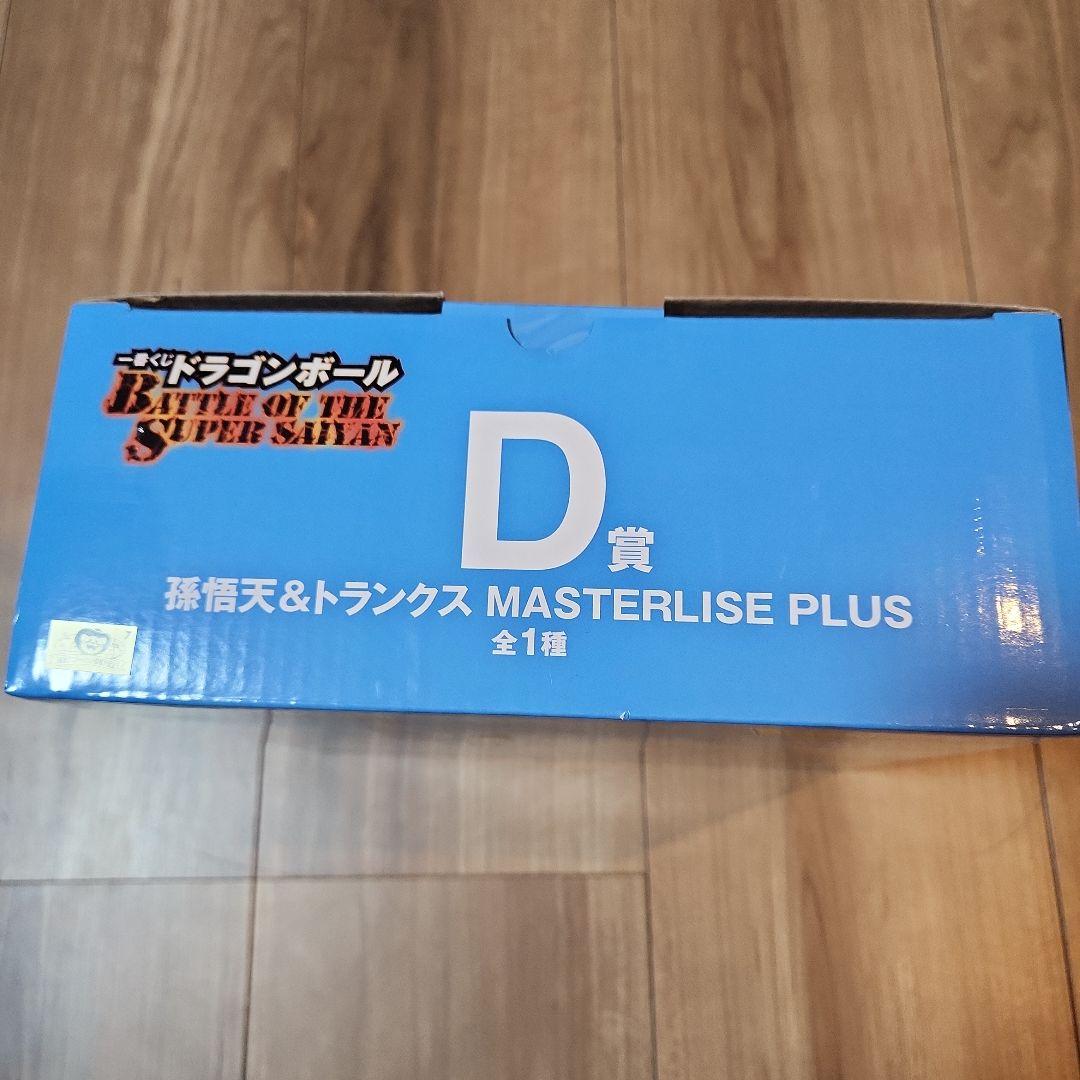 一番くじ ドラゴンボール
BATTLE OF THE
SUPER SAIYAN
D賞
孫悟天&トランクス MASTERLISE PLUS
全1種